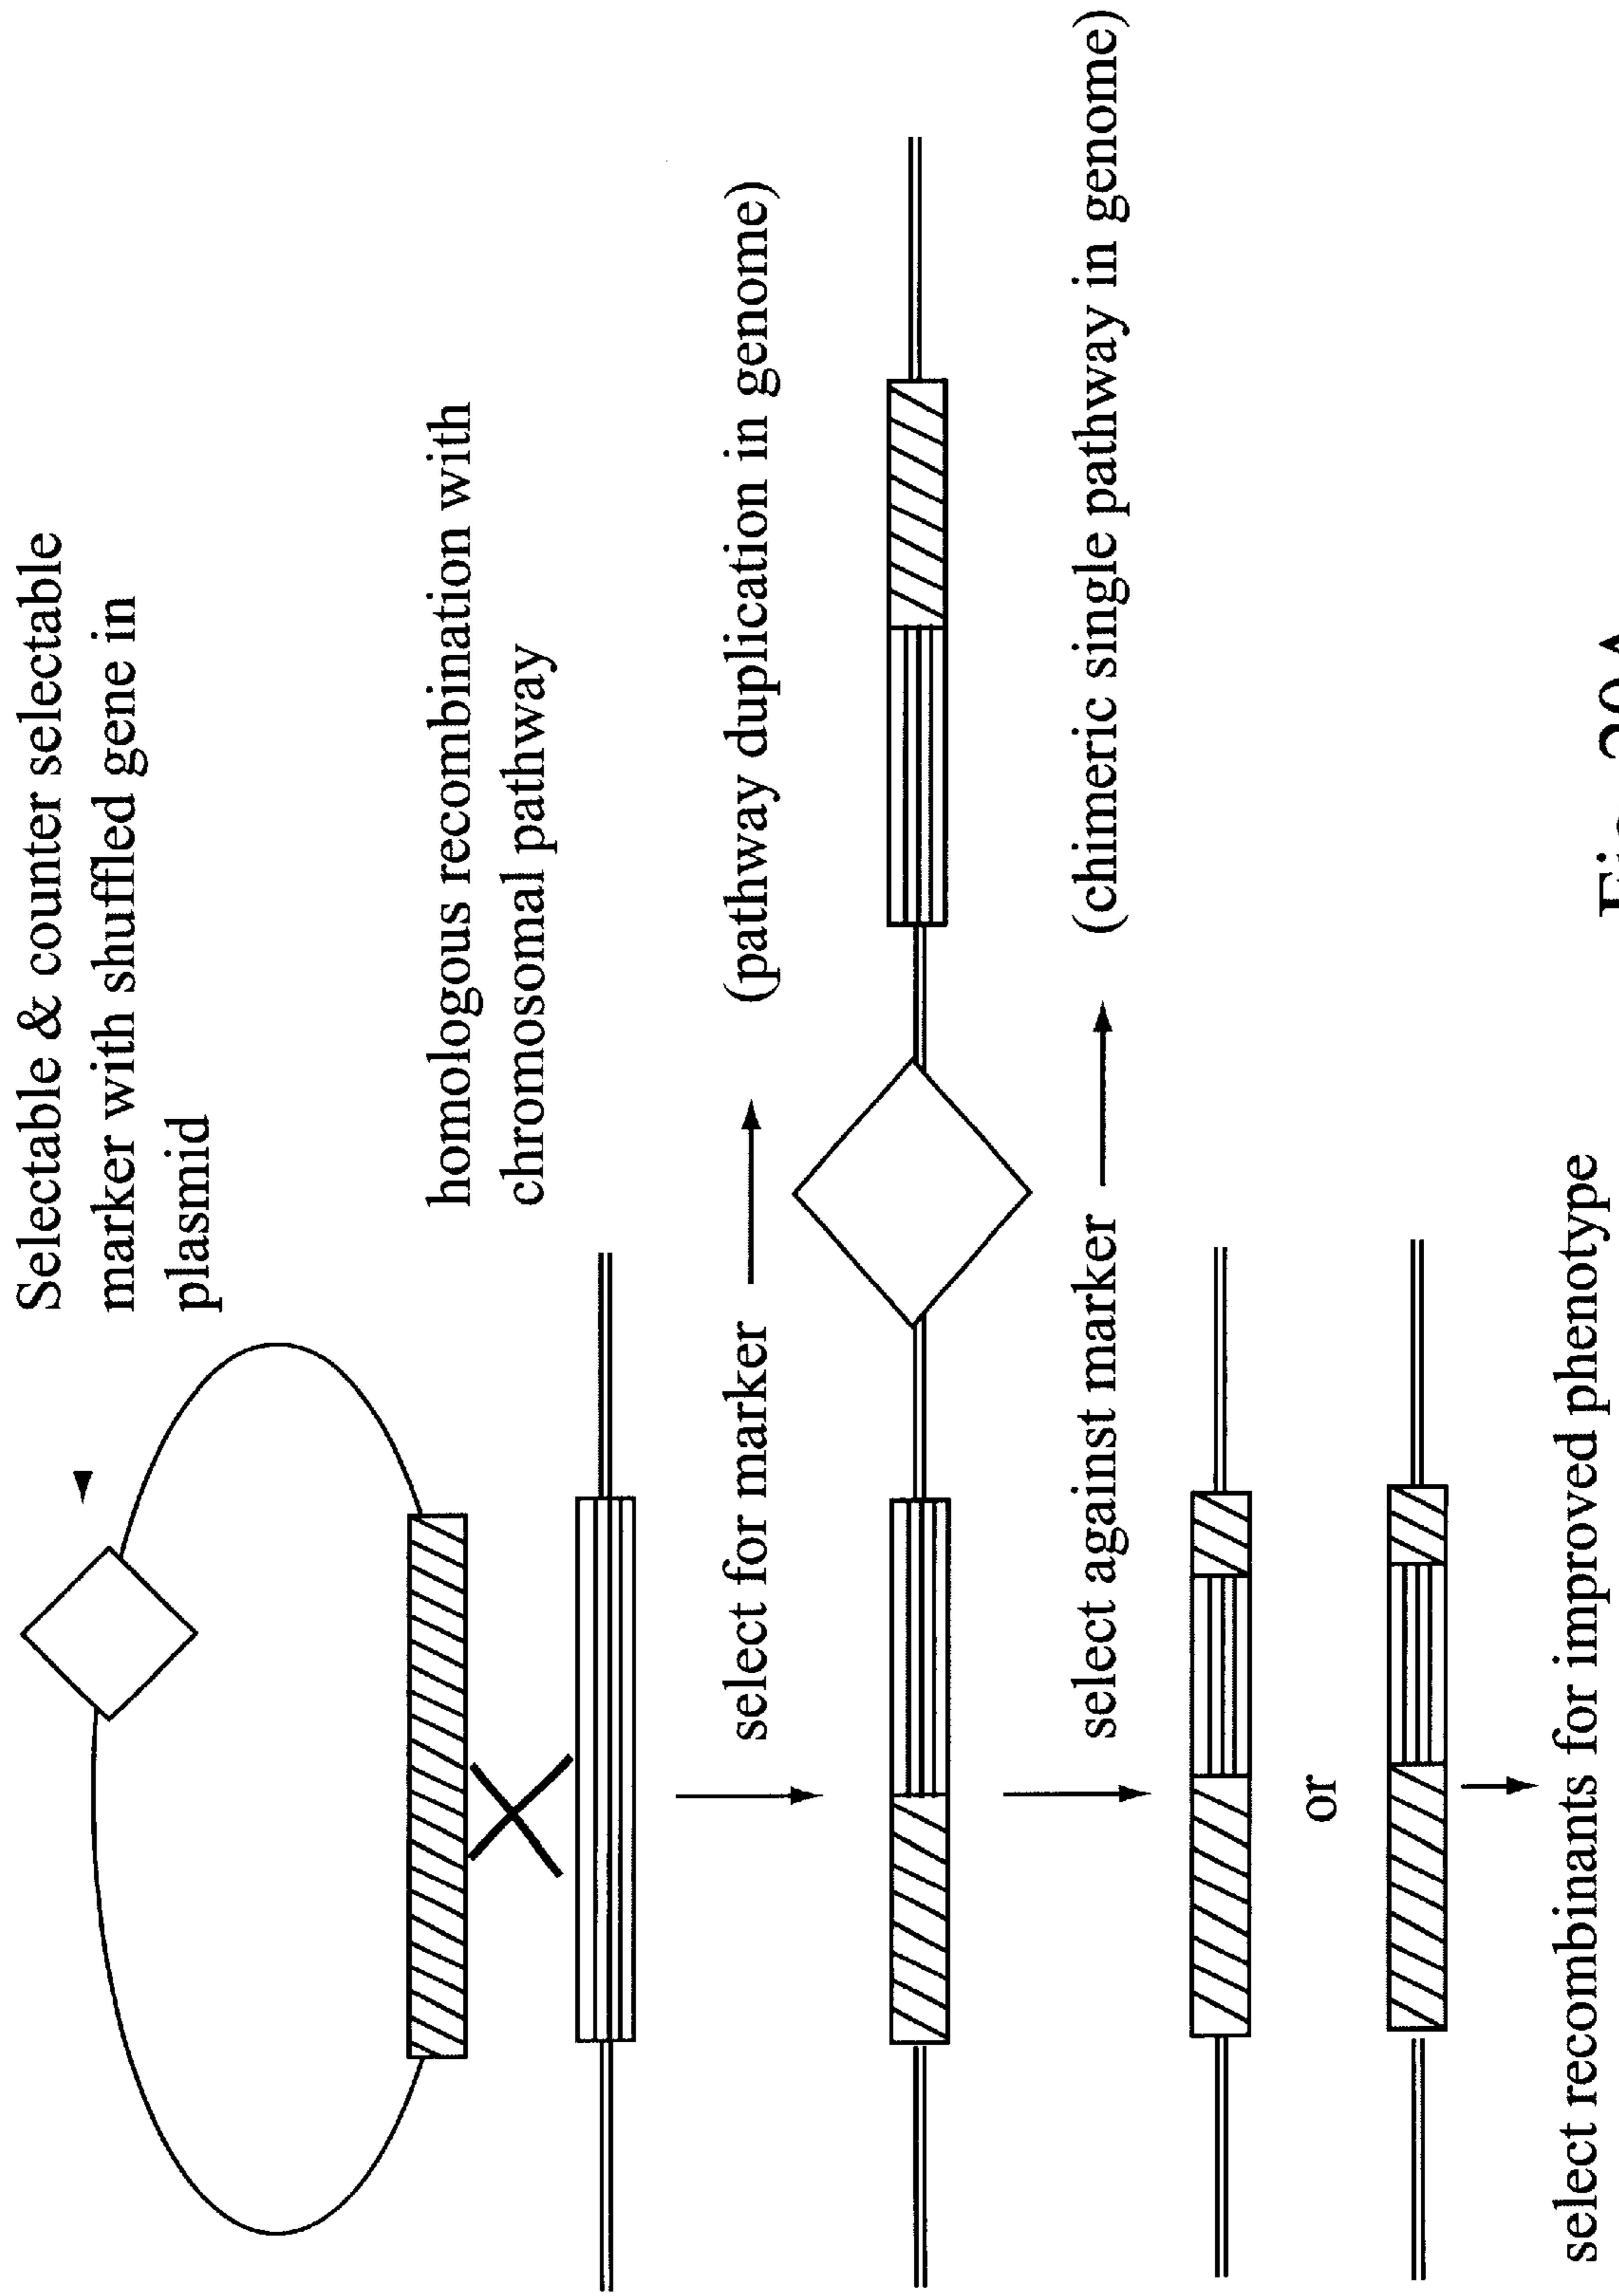 Selectable & counter selectable
marker with shuffled gene in
plasmid
homologous recombination with
chromosomal pathway
select for marker (pathway duplication in genome)
select against marker (chimeric single pathway in genome)
or
select recombinants for improved phenotype